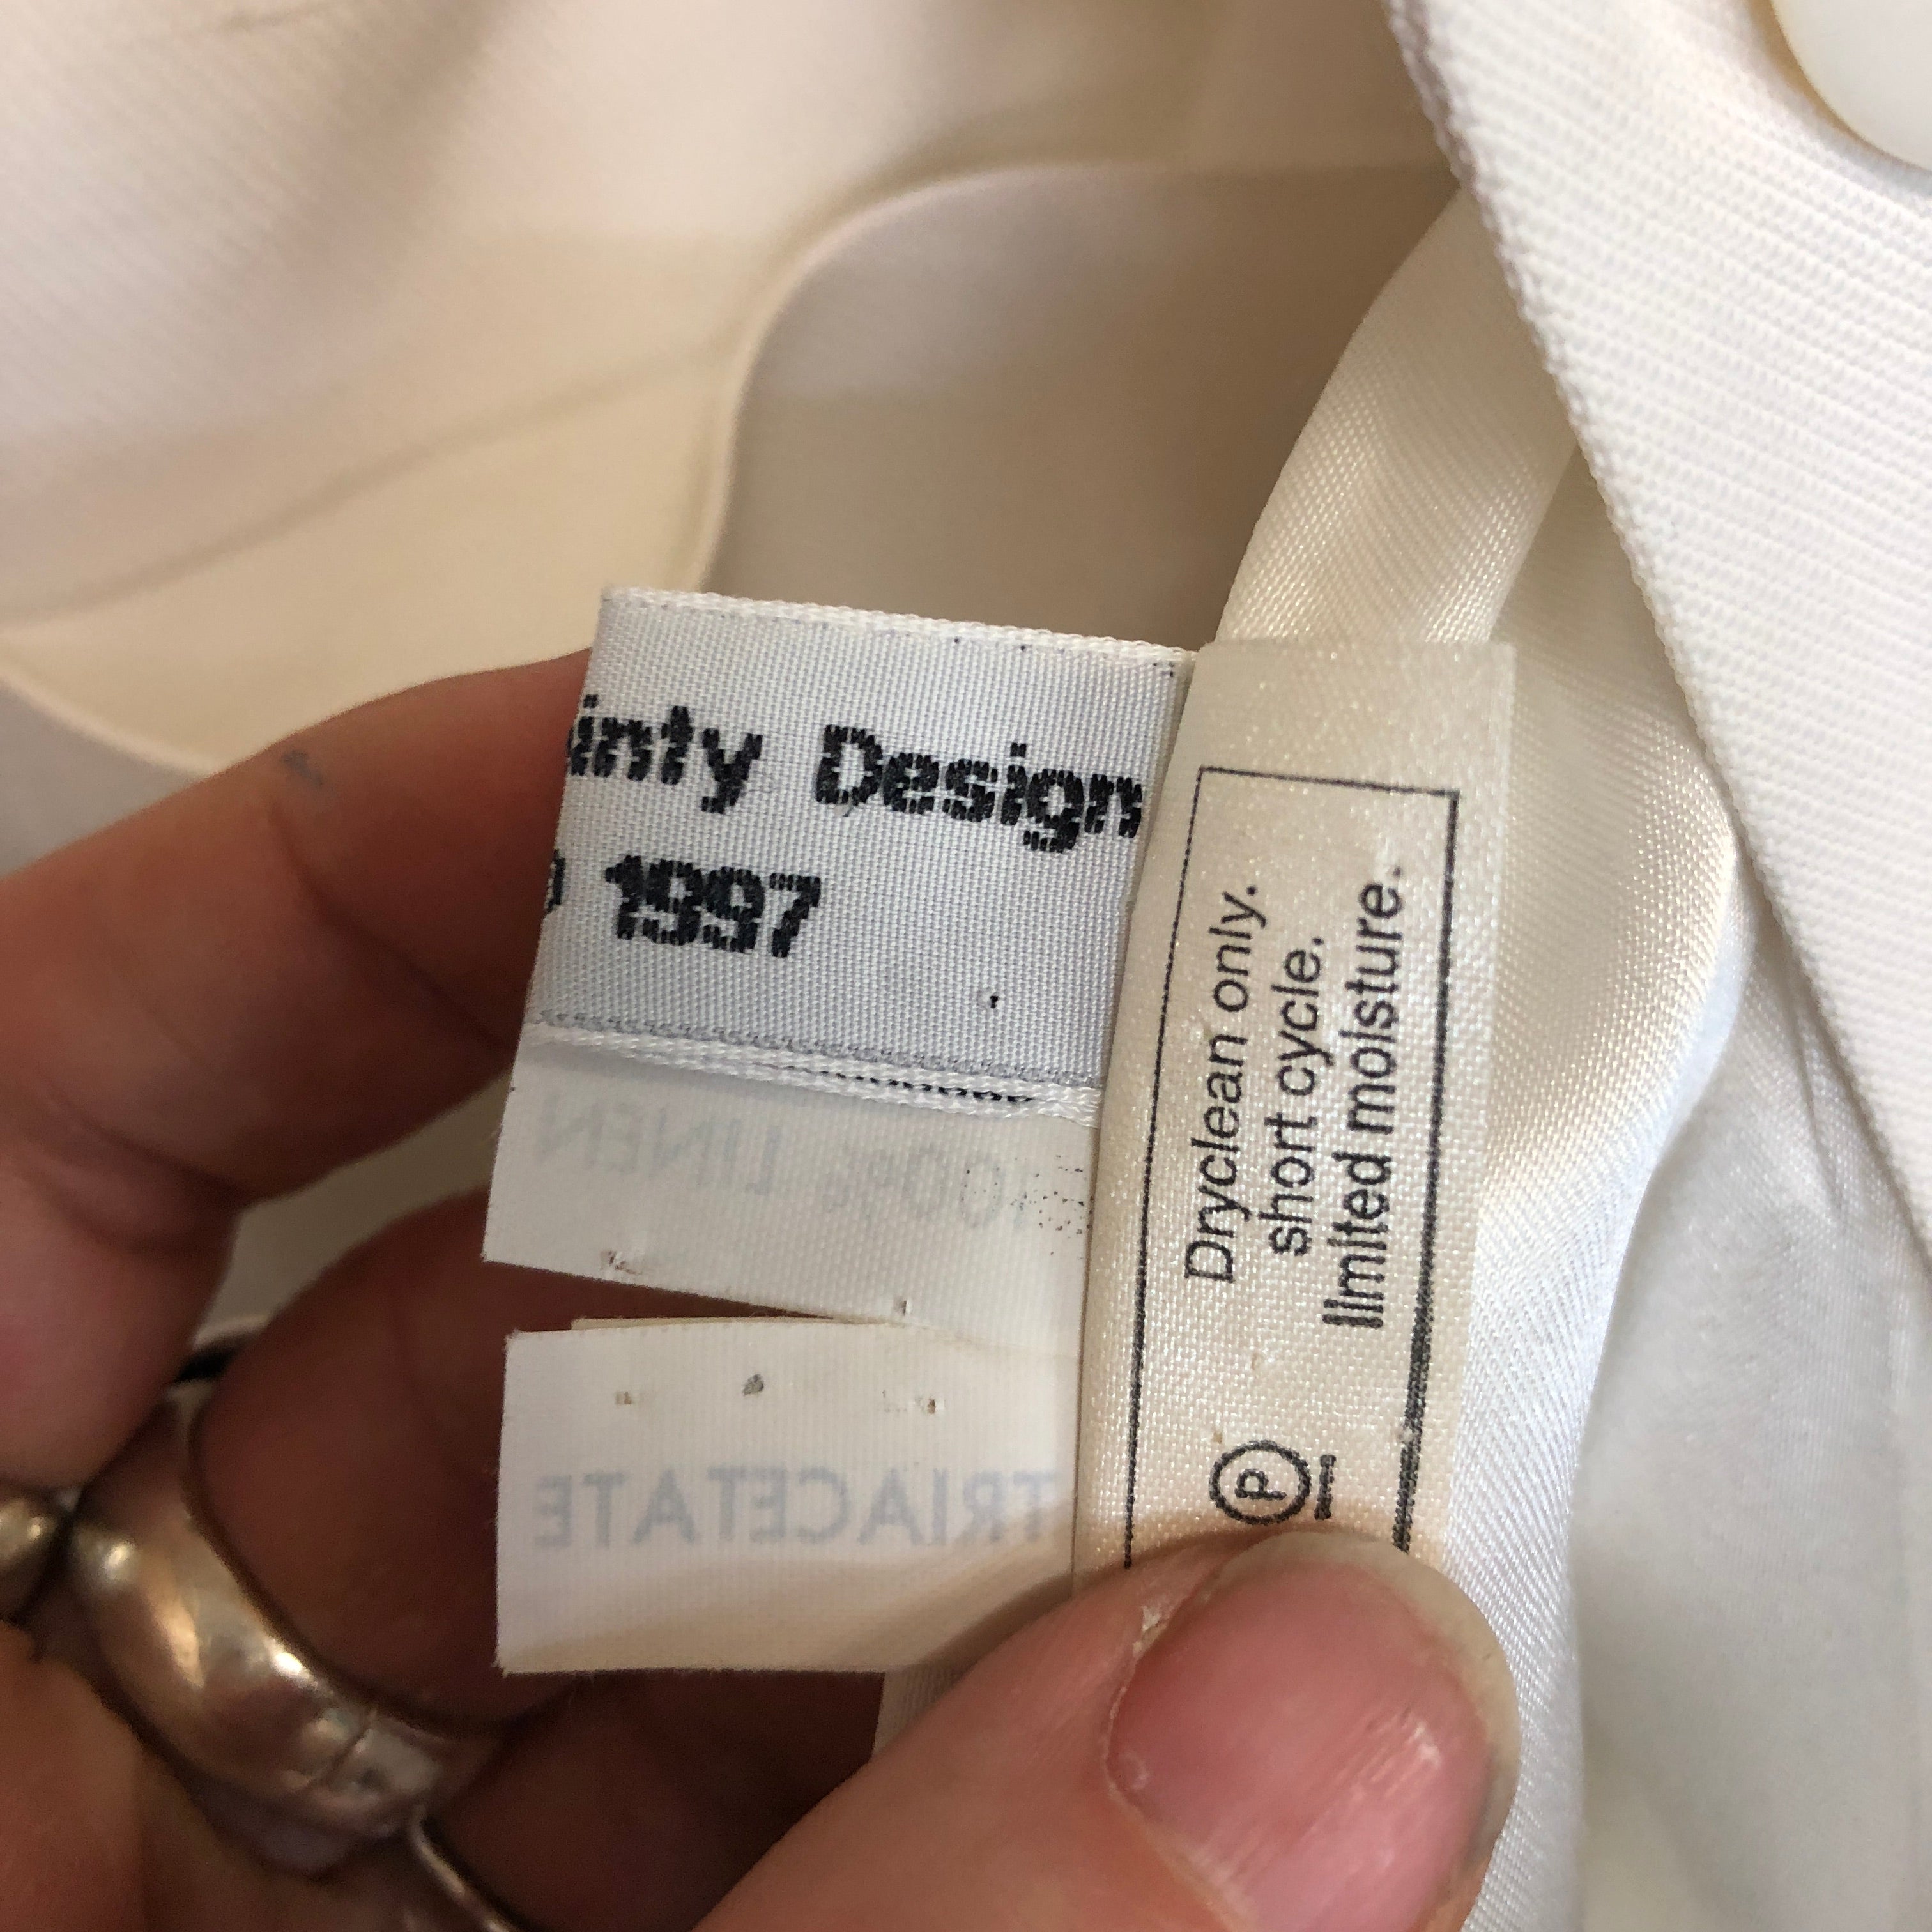 inty Design
1997
100% LINEN
TRIACETATE
Dryclean only.
short cycle.
limited moisture.
P